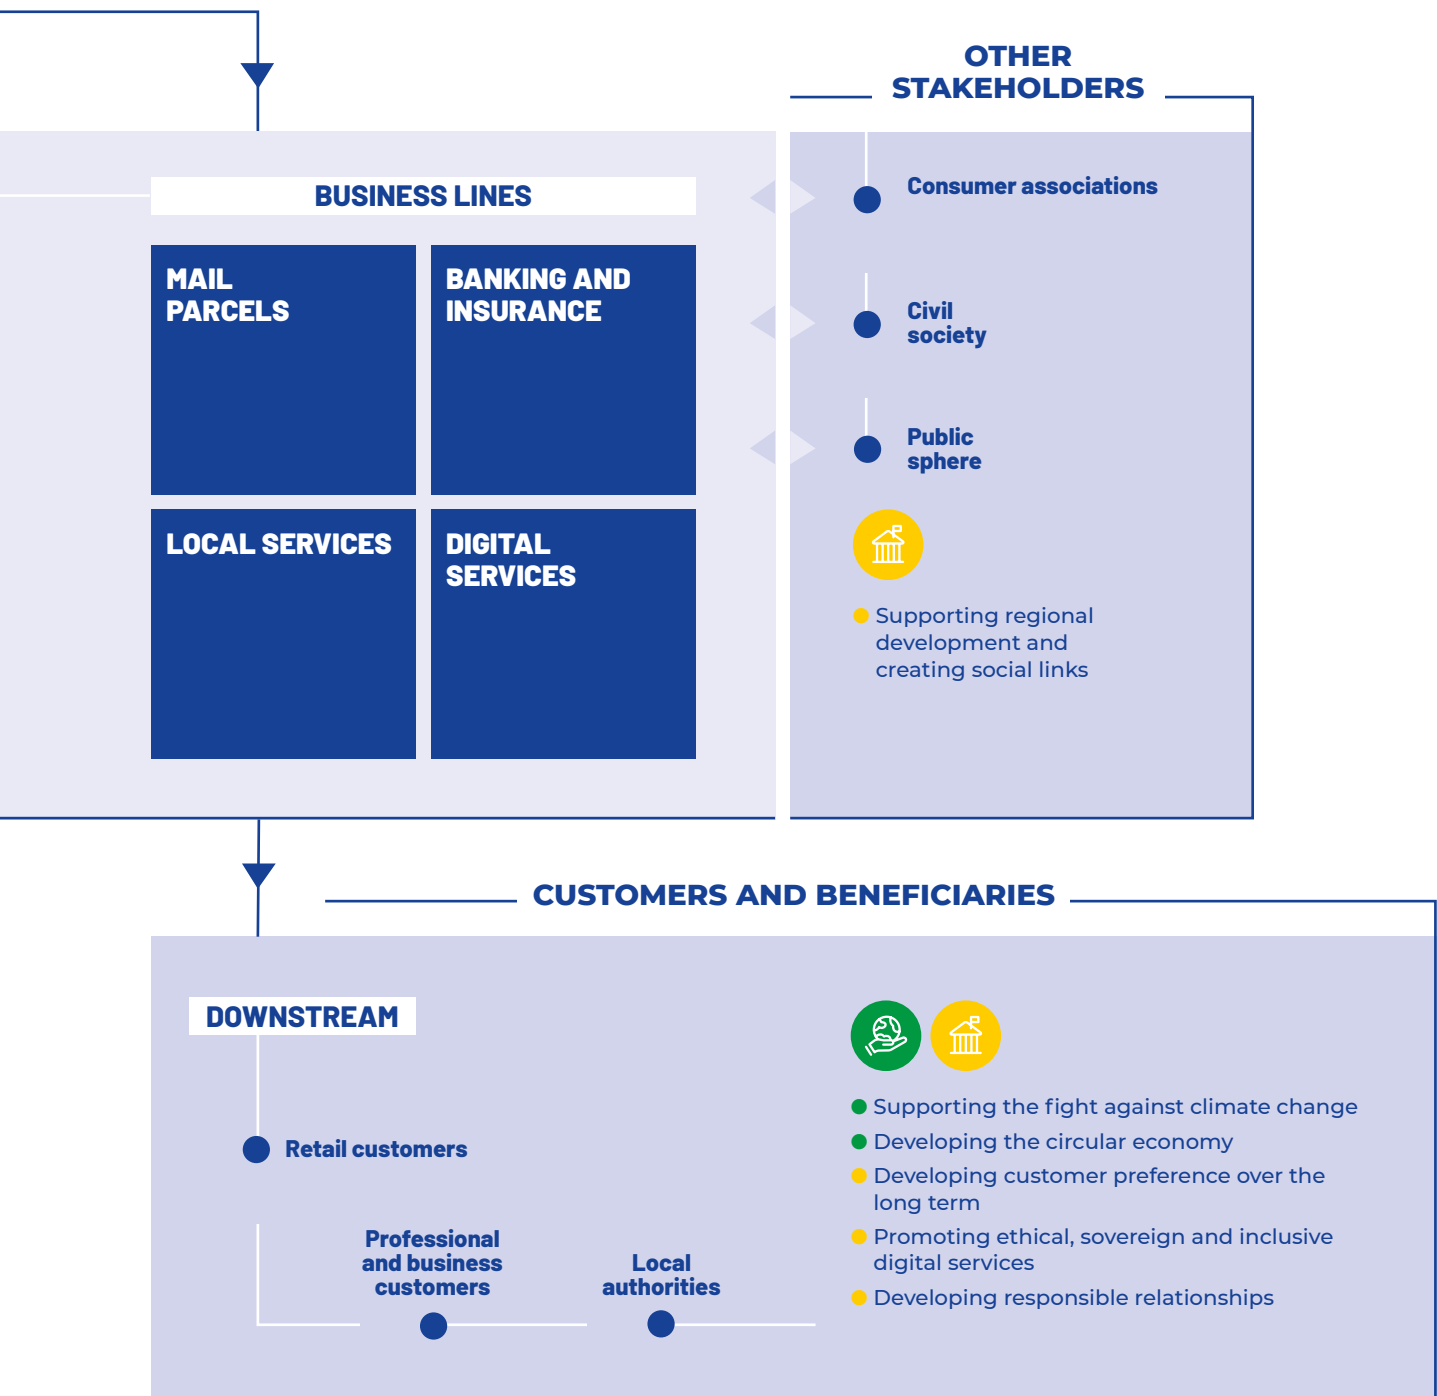 OTHER
STAKEHOLDERS
BUSINESS LINES
MAIL
PARCELS
BANKING AND
INSURANCE
LOCAL SERVICES
DIGITAL
SERVICES
Consumer associations
Civil
society
Public
sphere
Supporting regional
development and
creating social links
CUSTOMERS AND BENEFICIARIES
DOWNSTREAM
Retail customers
Professional
and business
customers
Local
authorities
Supporting the fight against climate change
Developing the circular economy
Developing customer preference over the
long term
Promoting ethical, sovereign and inclusive
digital services
Developing responsible relationships